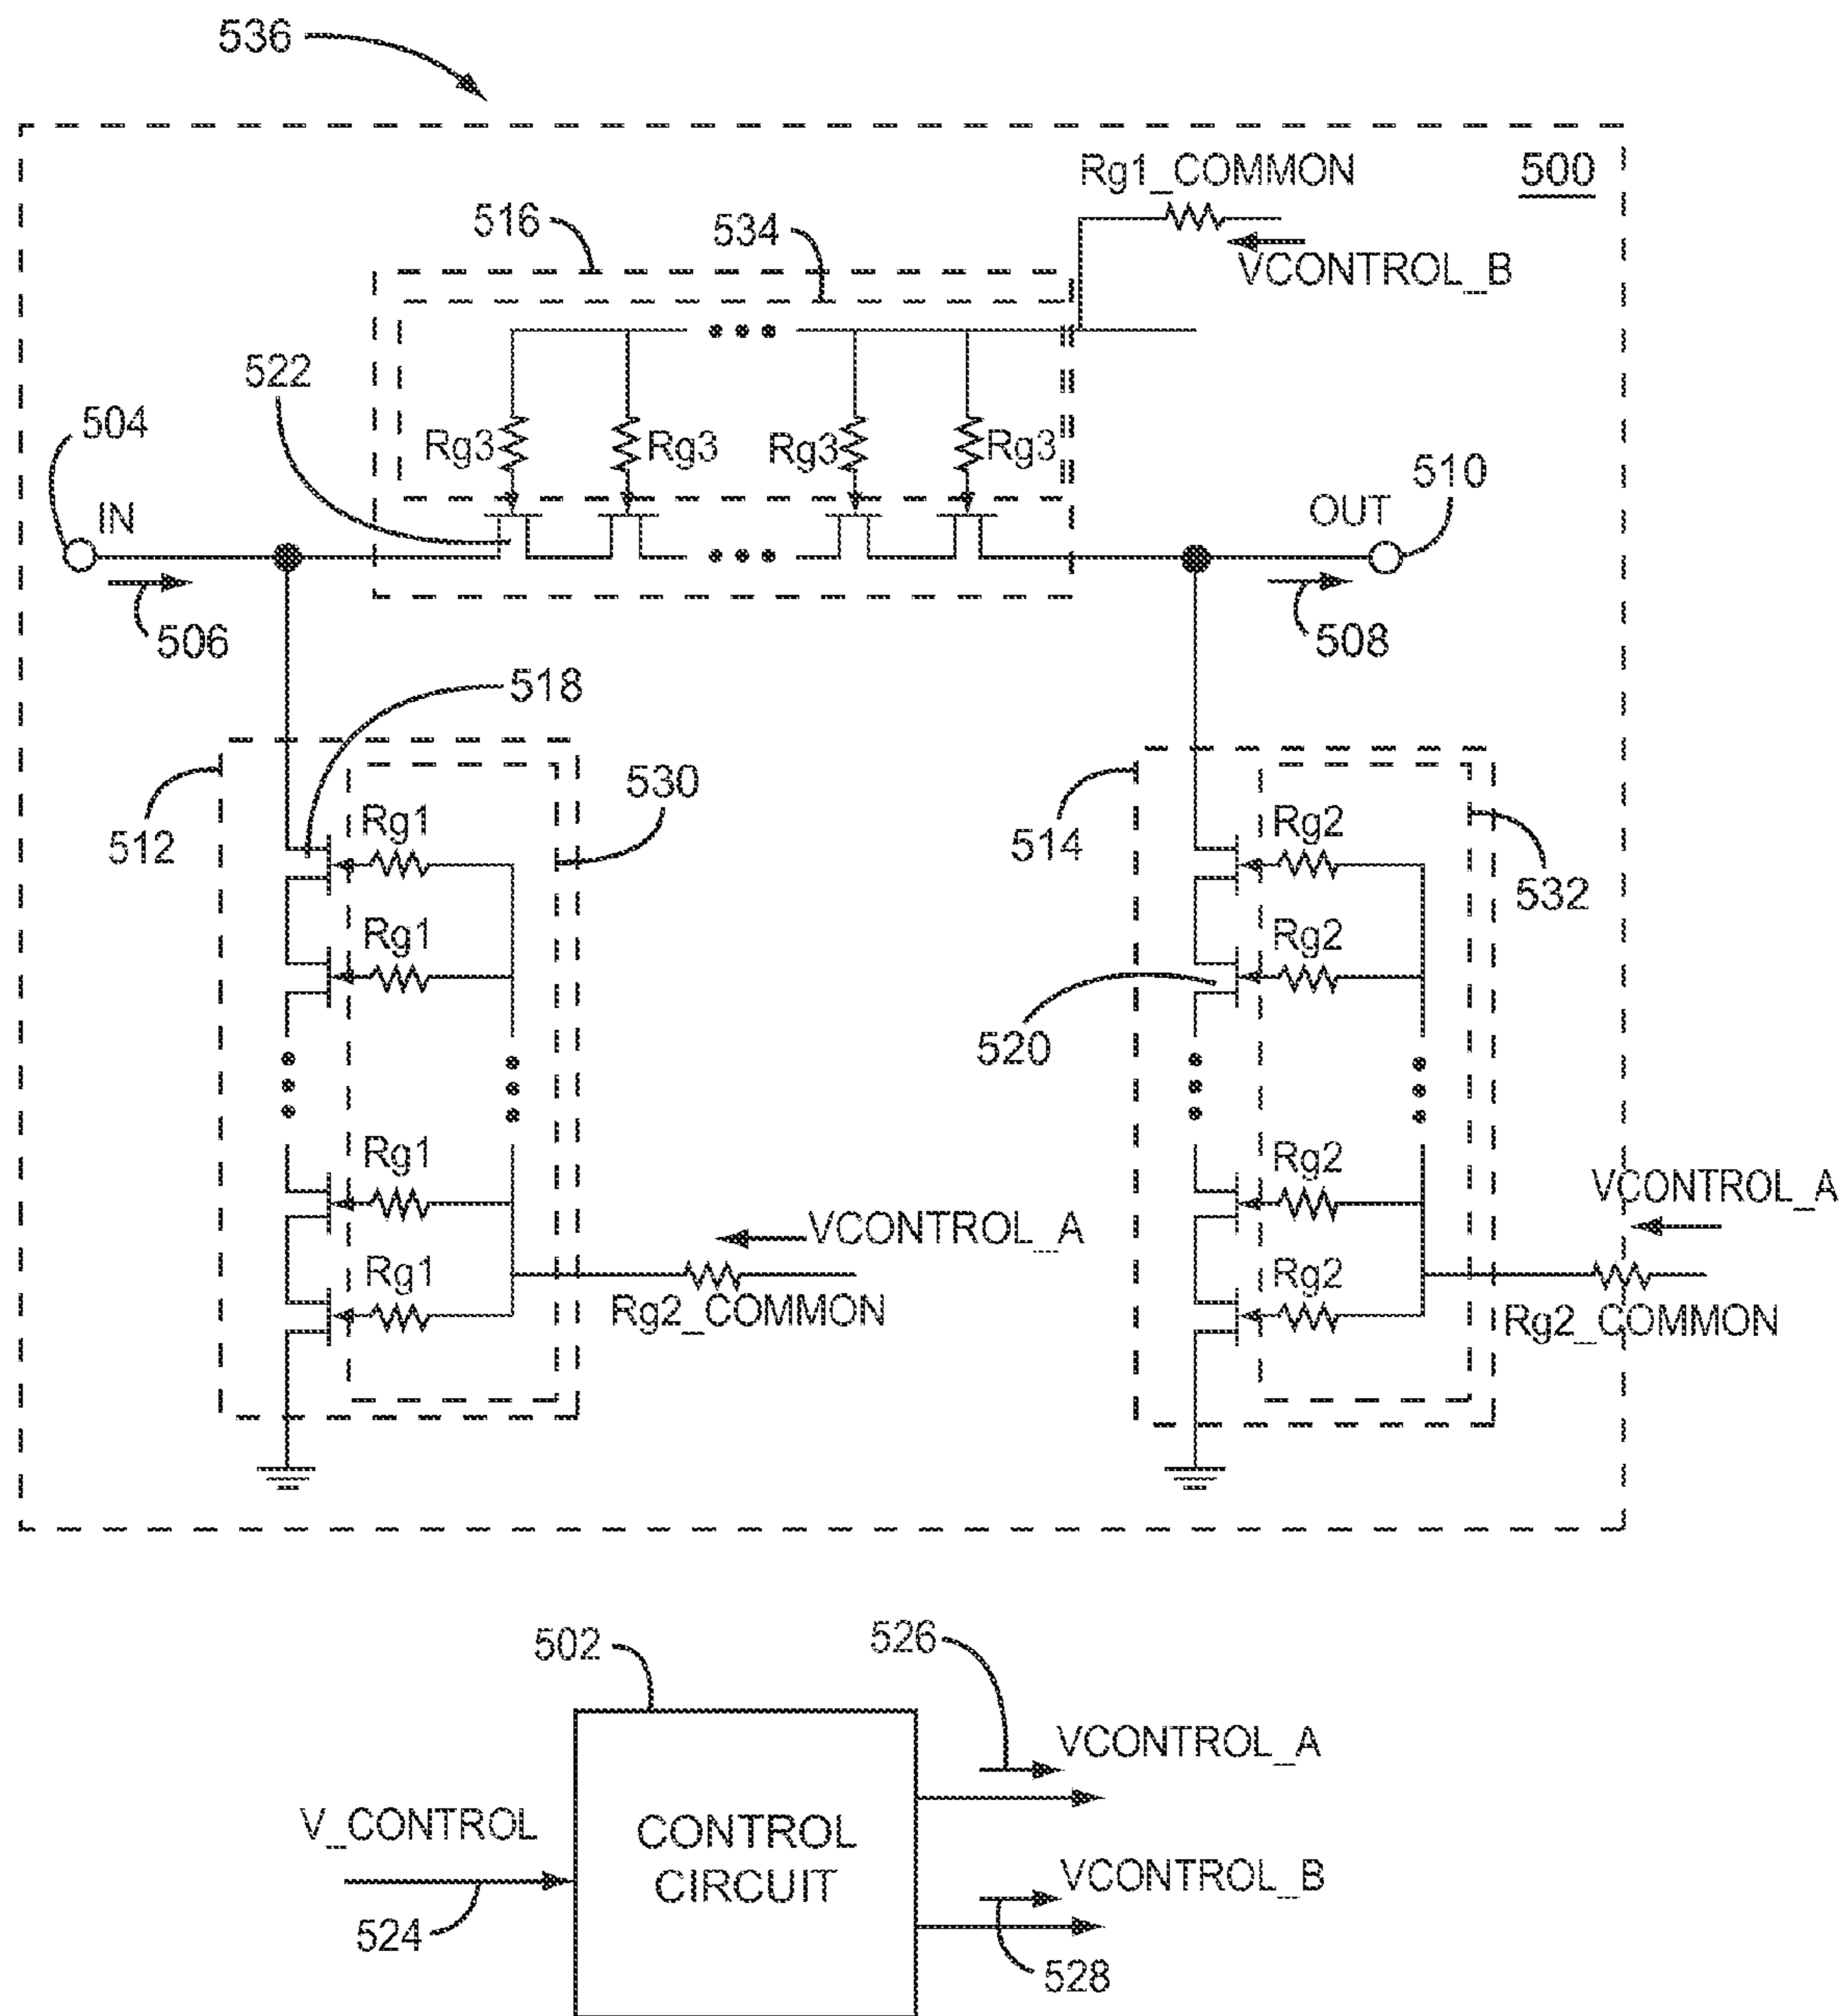 536
500
Rg1_COMMON
VCONTROL_B
516
534
522
504
Rg3
Rg3
Rg3
Rg3
510
IN
OUT
506
508
518
512
530
514
532
Rg1
Rg2
Rg1
Rg2
520
Rg1
Rg2
VCONTROL_A
VCONTROL_A
Rg1
Rg2
Rg2_COMMON
Rg2_COMMON
502
526
VCONTROL_A
V_CONTROL
CONTROL
CIRCUIT
VCONTROL_B
524
528